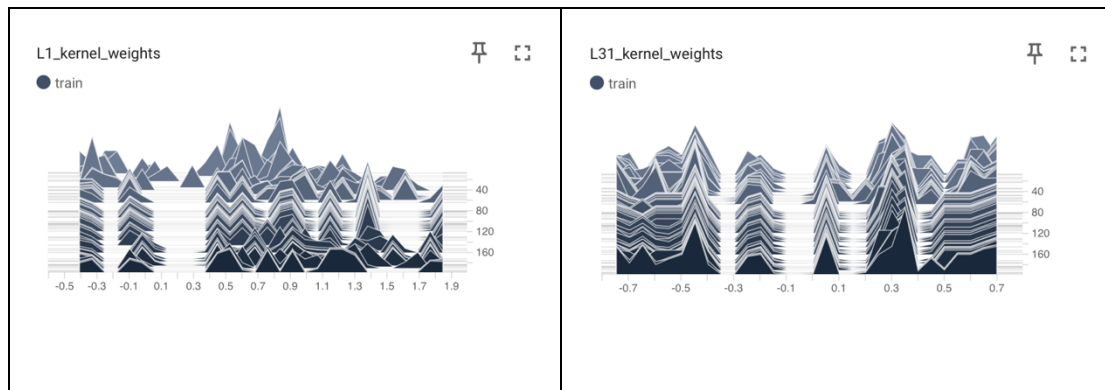 L1_kernel_weights
train
40
80
120
160
-0.5 -0.3 -0.1 0.1 0.3 0.5 0.7 0.9 1.1 1.3 1.5 1.7 1.9
L31_kernel_weights
train
40
80
120
160
-0.7 -0.5 -0.3 -0.1 0.1 0.3 0.5 0.7